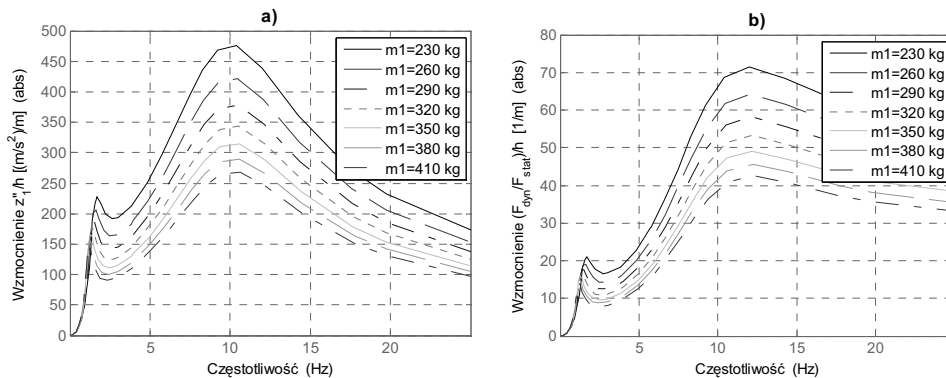 a)
Wzmocnienie z"₁/h [(m/s²)/m] (abs)
500
450
400
350
300
250
200
150
100
50
0
5
10
15
20
Częstotliwość (Hz)
m1=230 kg
m1=260 kg
m1=290 kg
m1=320 kg
m1=350 kg
m1=380 kg
m1=410 kg
b)
Wzmocnienie (F_dyn/F_stat)/h [1/m] (abs)
80
70
60
50
40
30
20
10
0
5
10
15
20
Częstotliwość (Hz)
m1=230 kg
m1=260 kg
m1=290 kg
m1=320 kg
m1=350 kg
m1=380 kg
m1=410 kg